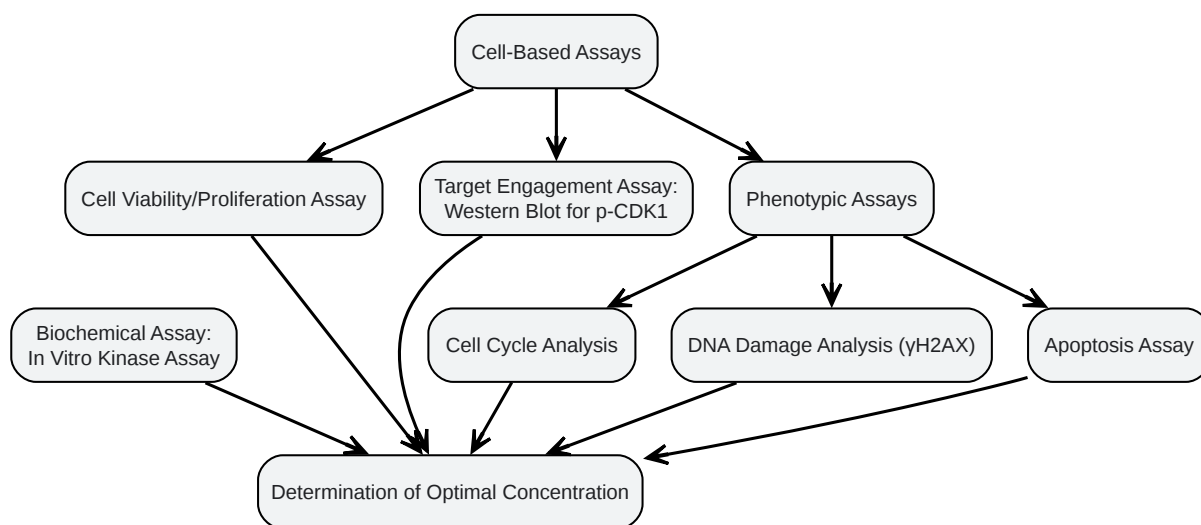 Cell-Based Assays
Cell Viability/Proliferation Assay
Target Engagement Assay:
Western Blot for p-CDK1
Phenotypic Assays
Biochemical Assay:
In Vitro Kinase Assay
Cell Cycle Analysis
DNA Damage Analysis (γH2AX)
Apoptosis Assay
Determination of Optimal Concentration